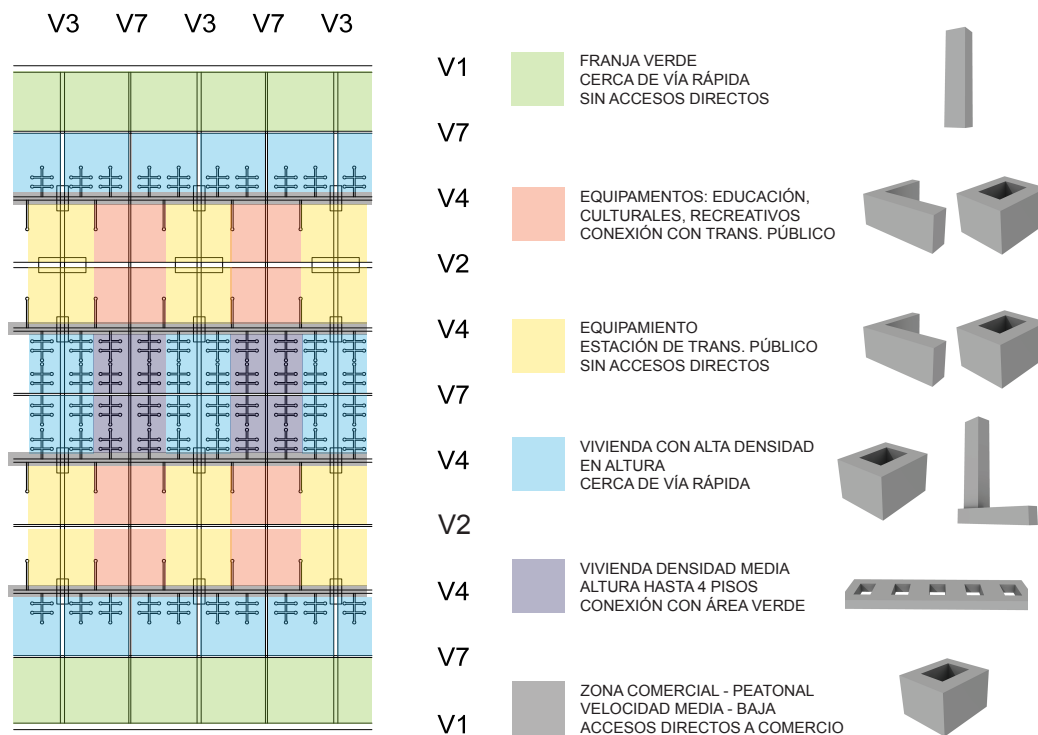 V3 V7 V3 V7 V3
V1
V7
V4
V2
V4
V7
V4
V2
V4
V7
V1
FRANJA VERDE
CERCA DE VÍA RÁPIDA
SIN ACCESOS DIRECTOS
EQUIPAMENTOS: EDUCACIÓN,
CULTURALES, RECREATIVOS
CONEXIÓN CON TRANS. PÚBLICO
EQUIPAMIENTO
ESTACIÓN DE TRANS. PÚBLICO
SIN ACCESOS DIRECTOS
VIVIENDA CON ALTA DENSIDAD
EN ALTURA
CERCA DE VÍA RÁPIDA
VIVIENDA DENSIDAD MEDIA
ALTURA HASTA 4 PISOS
CONEXIÓN CON ÁREA VERDE
ZONA COMERCIAL - PEATONAL
VELOCIDAD MEDIA - BAJA
ACCESOS DIRECTOS A COMERCIO